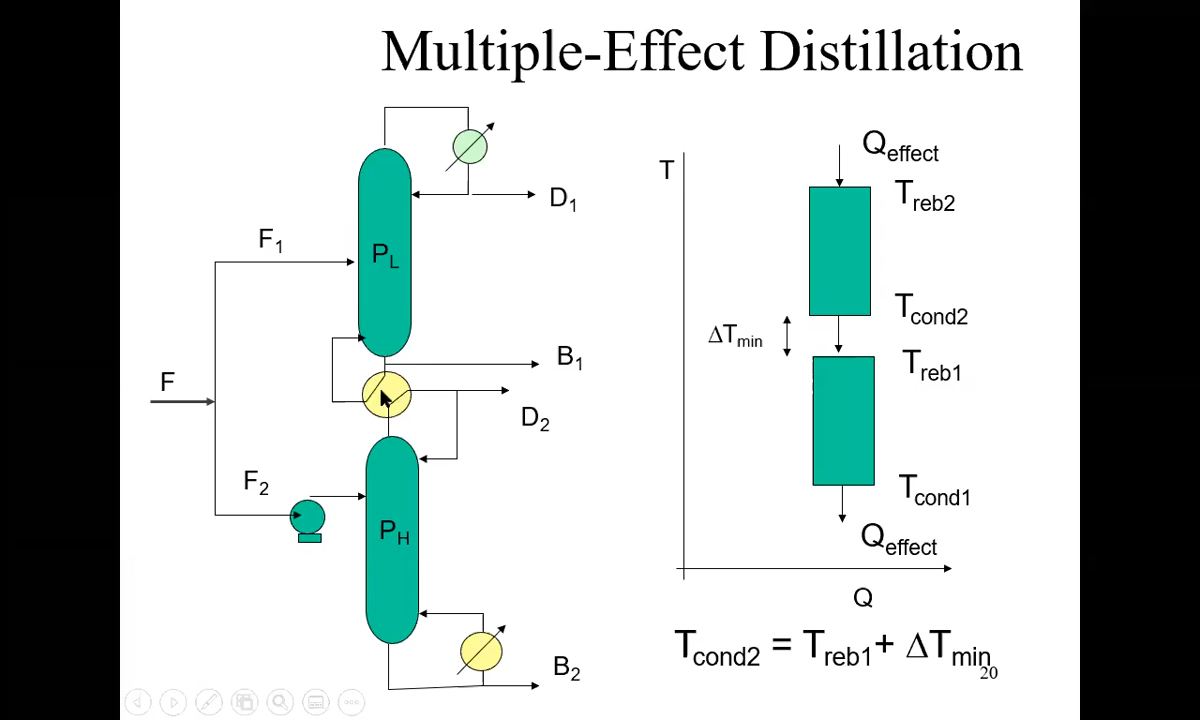 Multiple-Effect Distillation
D1
F1
PL
B1
F
D2
F2
PH
B2
T
Qeffect
Treb2
Tcond2
ΔTmin
Treb1
Tcond1
Qeffect
Q
Tcond2 = Treb1+ ΔTmin
20